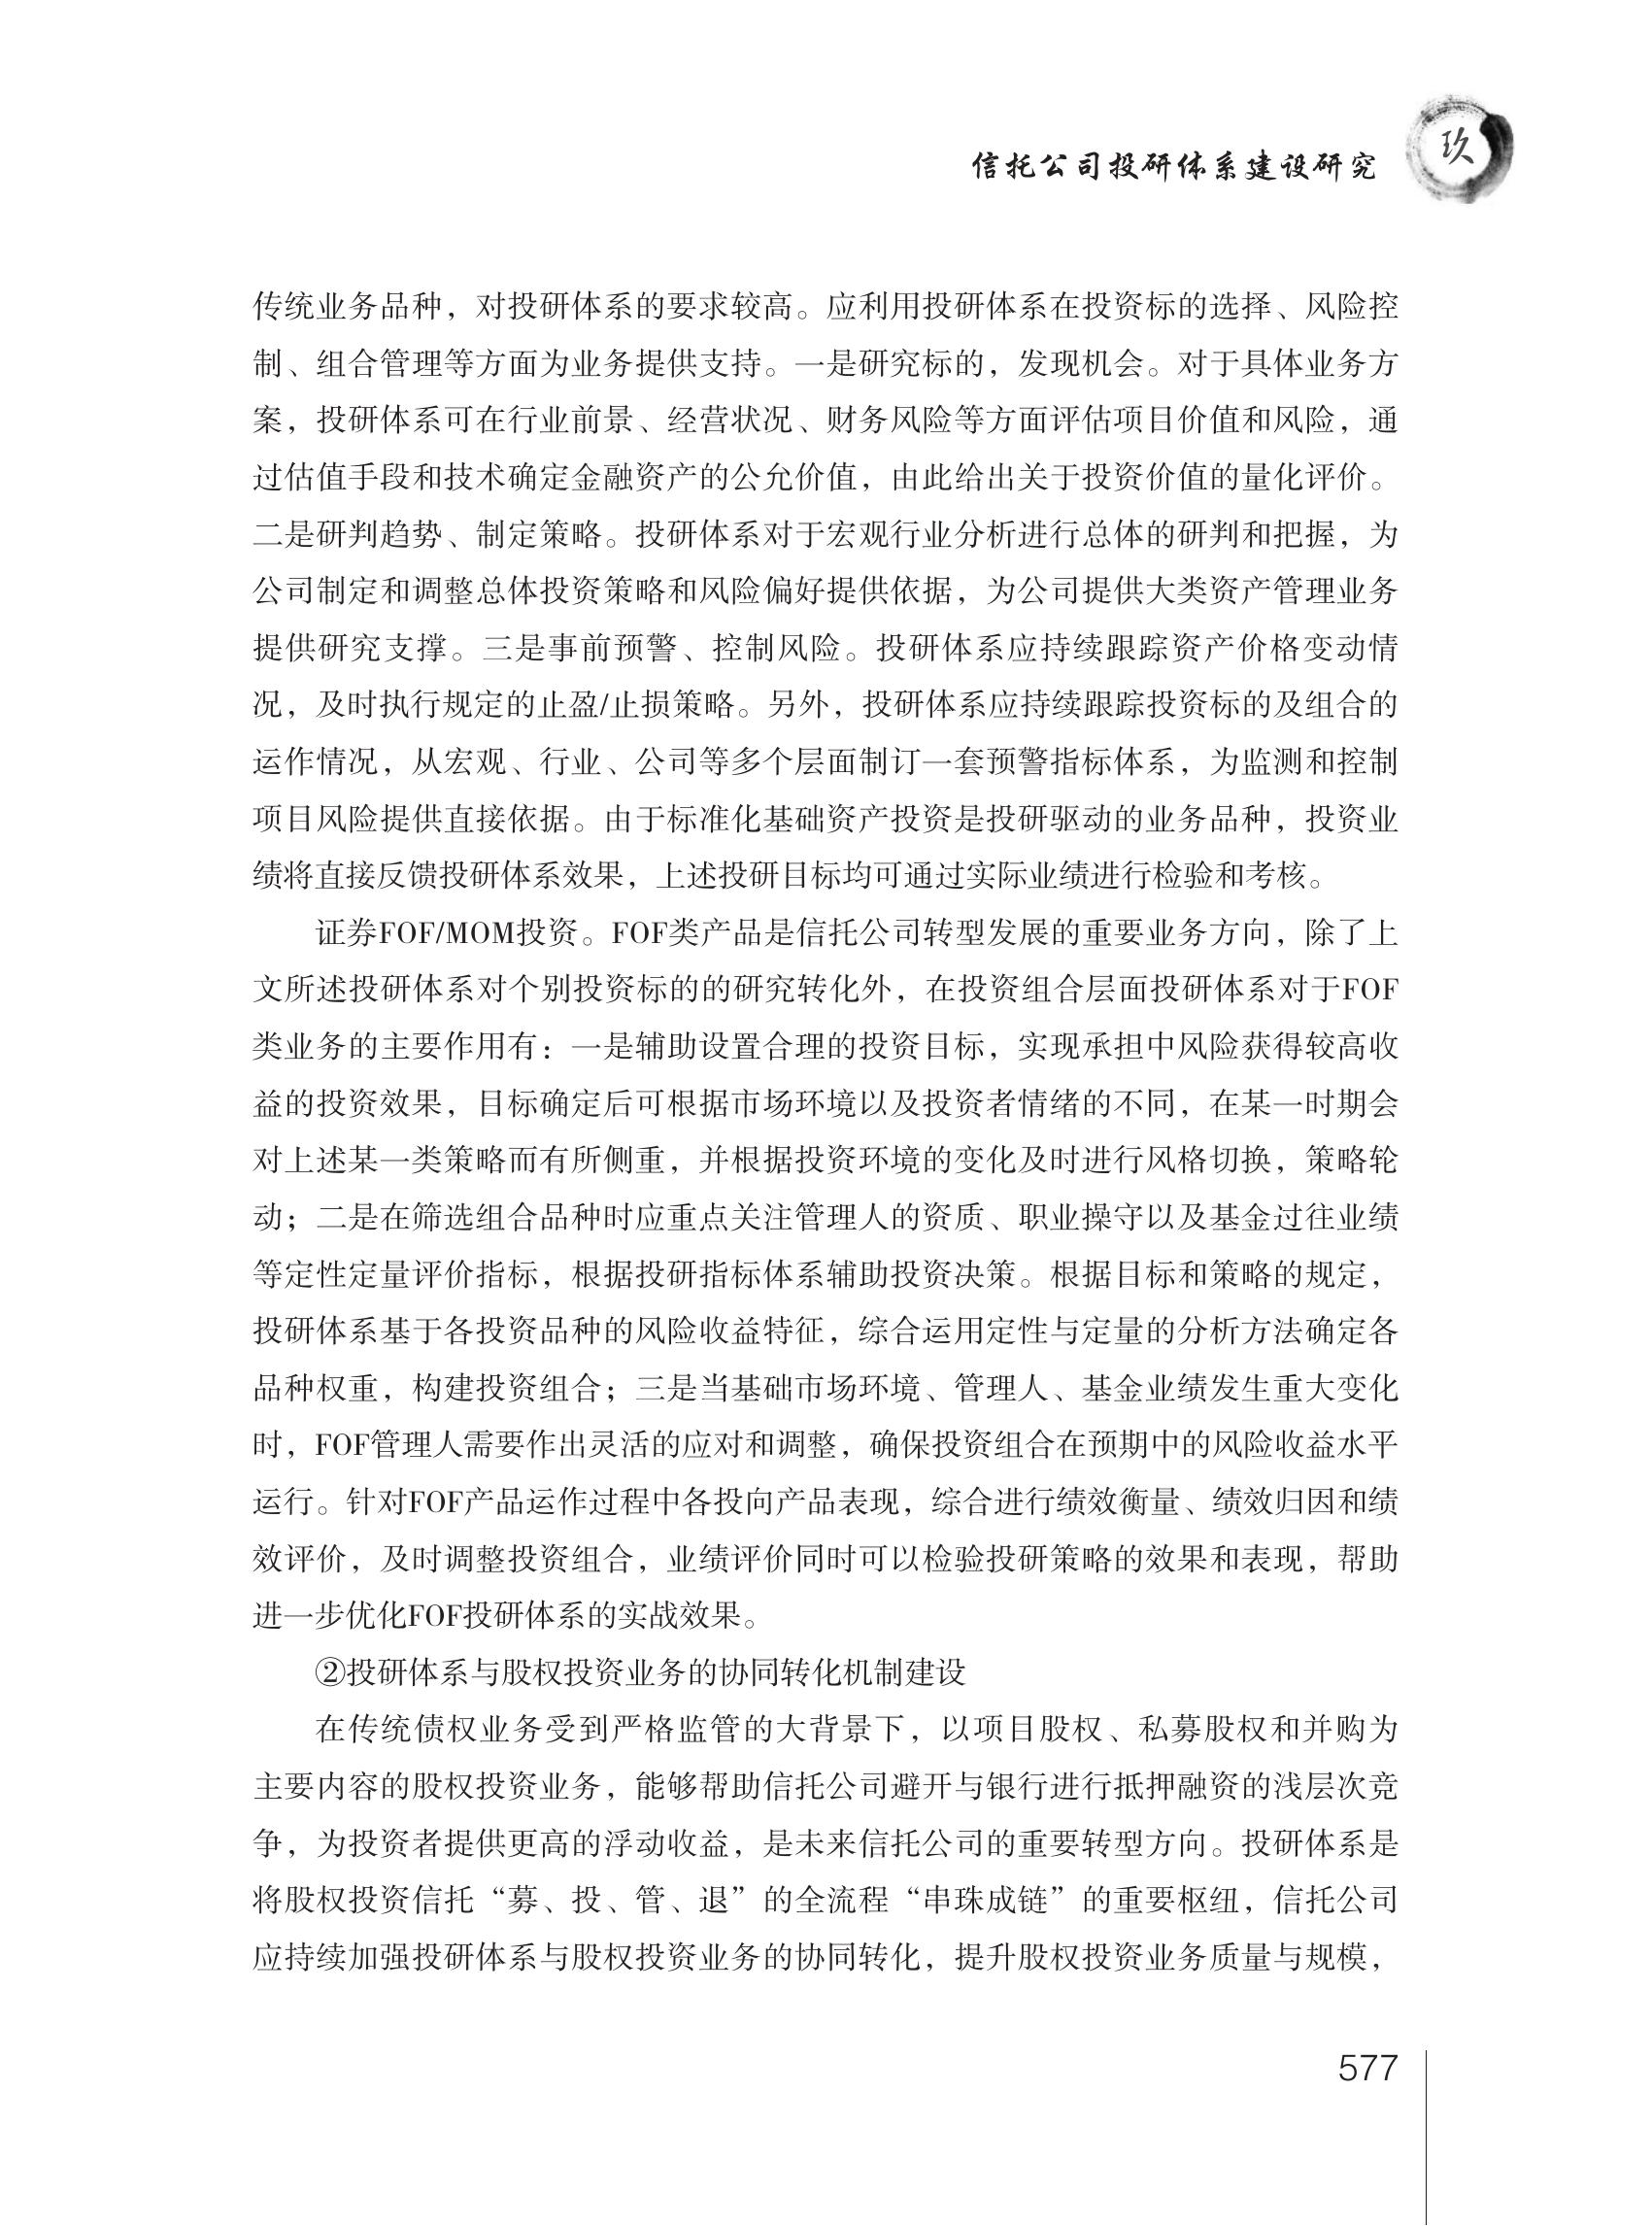 信托公司投研体系建设研究
玖
传统业务品种，对投研体系的要求较高。应利用投研体系在投资标的选择、风险控
制、组合管理等方面为业务提供支持。一是研究标的，发现机会。对于具体业务方
案，投研体系可在行业前景、经营状况、财务风险等方面评估项目价值和风险，通
过估值手段和技术确定金融资产的公允价值，由此给出关于投资价值的量化评价。
二是研判趋势、制定策略。投研体系对于宏观行业分析进行总体的研判和把握，为
公司制定和调整总体投资策略和风险偏好提供依据，为公司提供大类资产管理业务
提供研究支撑。三是事前预警、控制风险。投研体系应持续跟踪资产价格变动情
况，及时执行规定的止盈/止损策略。另外，投研体系应持续跟踪投资标的及组合的
运作情况，从宏观、行业、公司等多个层面制订一套预警指标体系，为监测和控制
项目风险提供直接依据。由于标准化基础资产投资是投研驱动的业务品种，投资业
绩将直接反馈投研体系效果，上述投研目标均可通过实际业绩进行检验和考核。
证券FOF/MOM投资。FOF类产品是信托公司转型发展的重要业务方向，除了上
文所述投研体系对个别投资标的的研究转化外，在投资组合层面投研体系对于FOF
类业务的主要作用有：一是辅助设置合理的投资目标，实现承担中风险获得较高收
益的投资效果，目标确定后可根据市场环境以及投资者情绪的不同，在某一时期会
对上述某一类策略而有所侧重，并根据投资环境的变化及时进行风格切换，策略轮
动；二是在筛选组合品种时应重点关注管理人的资质、职业操守以及基金过往业绩
等定性定量评价指标，根据投研指标体系辅助投资决策。根据目标和策略的规定，
投研体系基于各投资品种的风险收益特征，综合运用定性与定量的分析方法确定各
品种权重，构建投资组合；三是当基础市场环境、管理人、基金业绩发生重大变化
时，FOF管理人需要作出灵活的应对和调整，确保投资组合在预期中的风险收益水平
运行。针对FOF产品运作过程中各投向产品表现，综合进行绩效衡量、绩效归因和绩
效评价，及时调整投资组合，业绩评价同时可以检验投研策略的效果和表现，帮助
进一步优化FOF投研体系的实战效果。
②投研体系与股权投资业务的协同转化机制建设
在传统债权业务受到严格监管的大背景下，以项目股权、私募股权和并购为
主要内容的股权投资业务，能够帮助信托公司避开与银行进行抵押融资的浅层次竞
争，为投资者提供更高的浮动收益，是未来信托公司的重要转型方向。投研体系是
将股权投资信托“募、投、管、退”的全流程“串珠成链”的重要枢纽，信托公司
应持续加强投研体系与股权投资业务的协同转化，提升股权投资业务质量与规模，
577